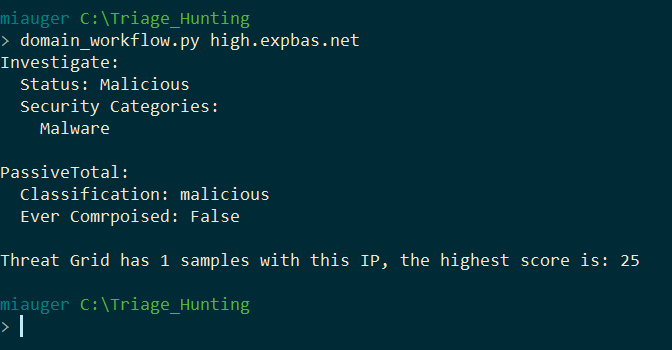 miauger C:\Triage_Hunting
> domain_workflow.py high.expbas.net
Investigate:
  Status: Malicious
  Security Categories:
    Malware

PassiveTotal:
  Classification: malicious
  Ever Comrpoised: False

Threat Grid has 1 samples with this IP, the highest score is: 25

miauger C:\Triage_Hunting
>